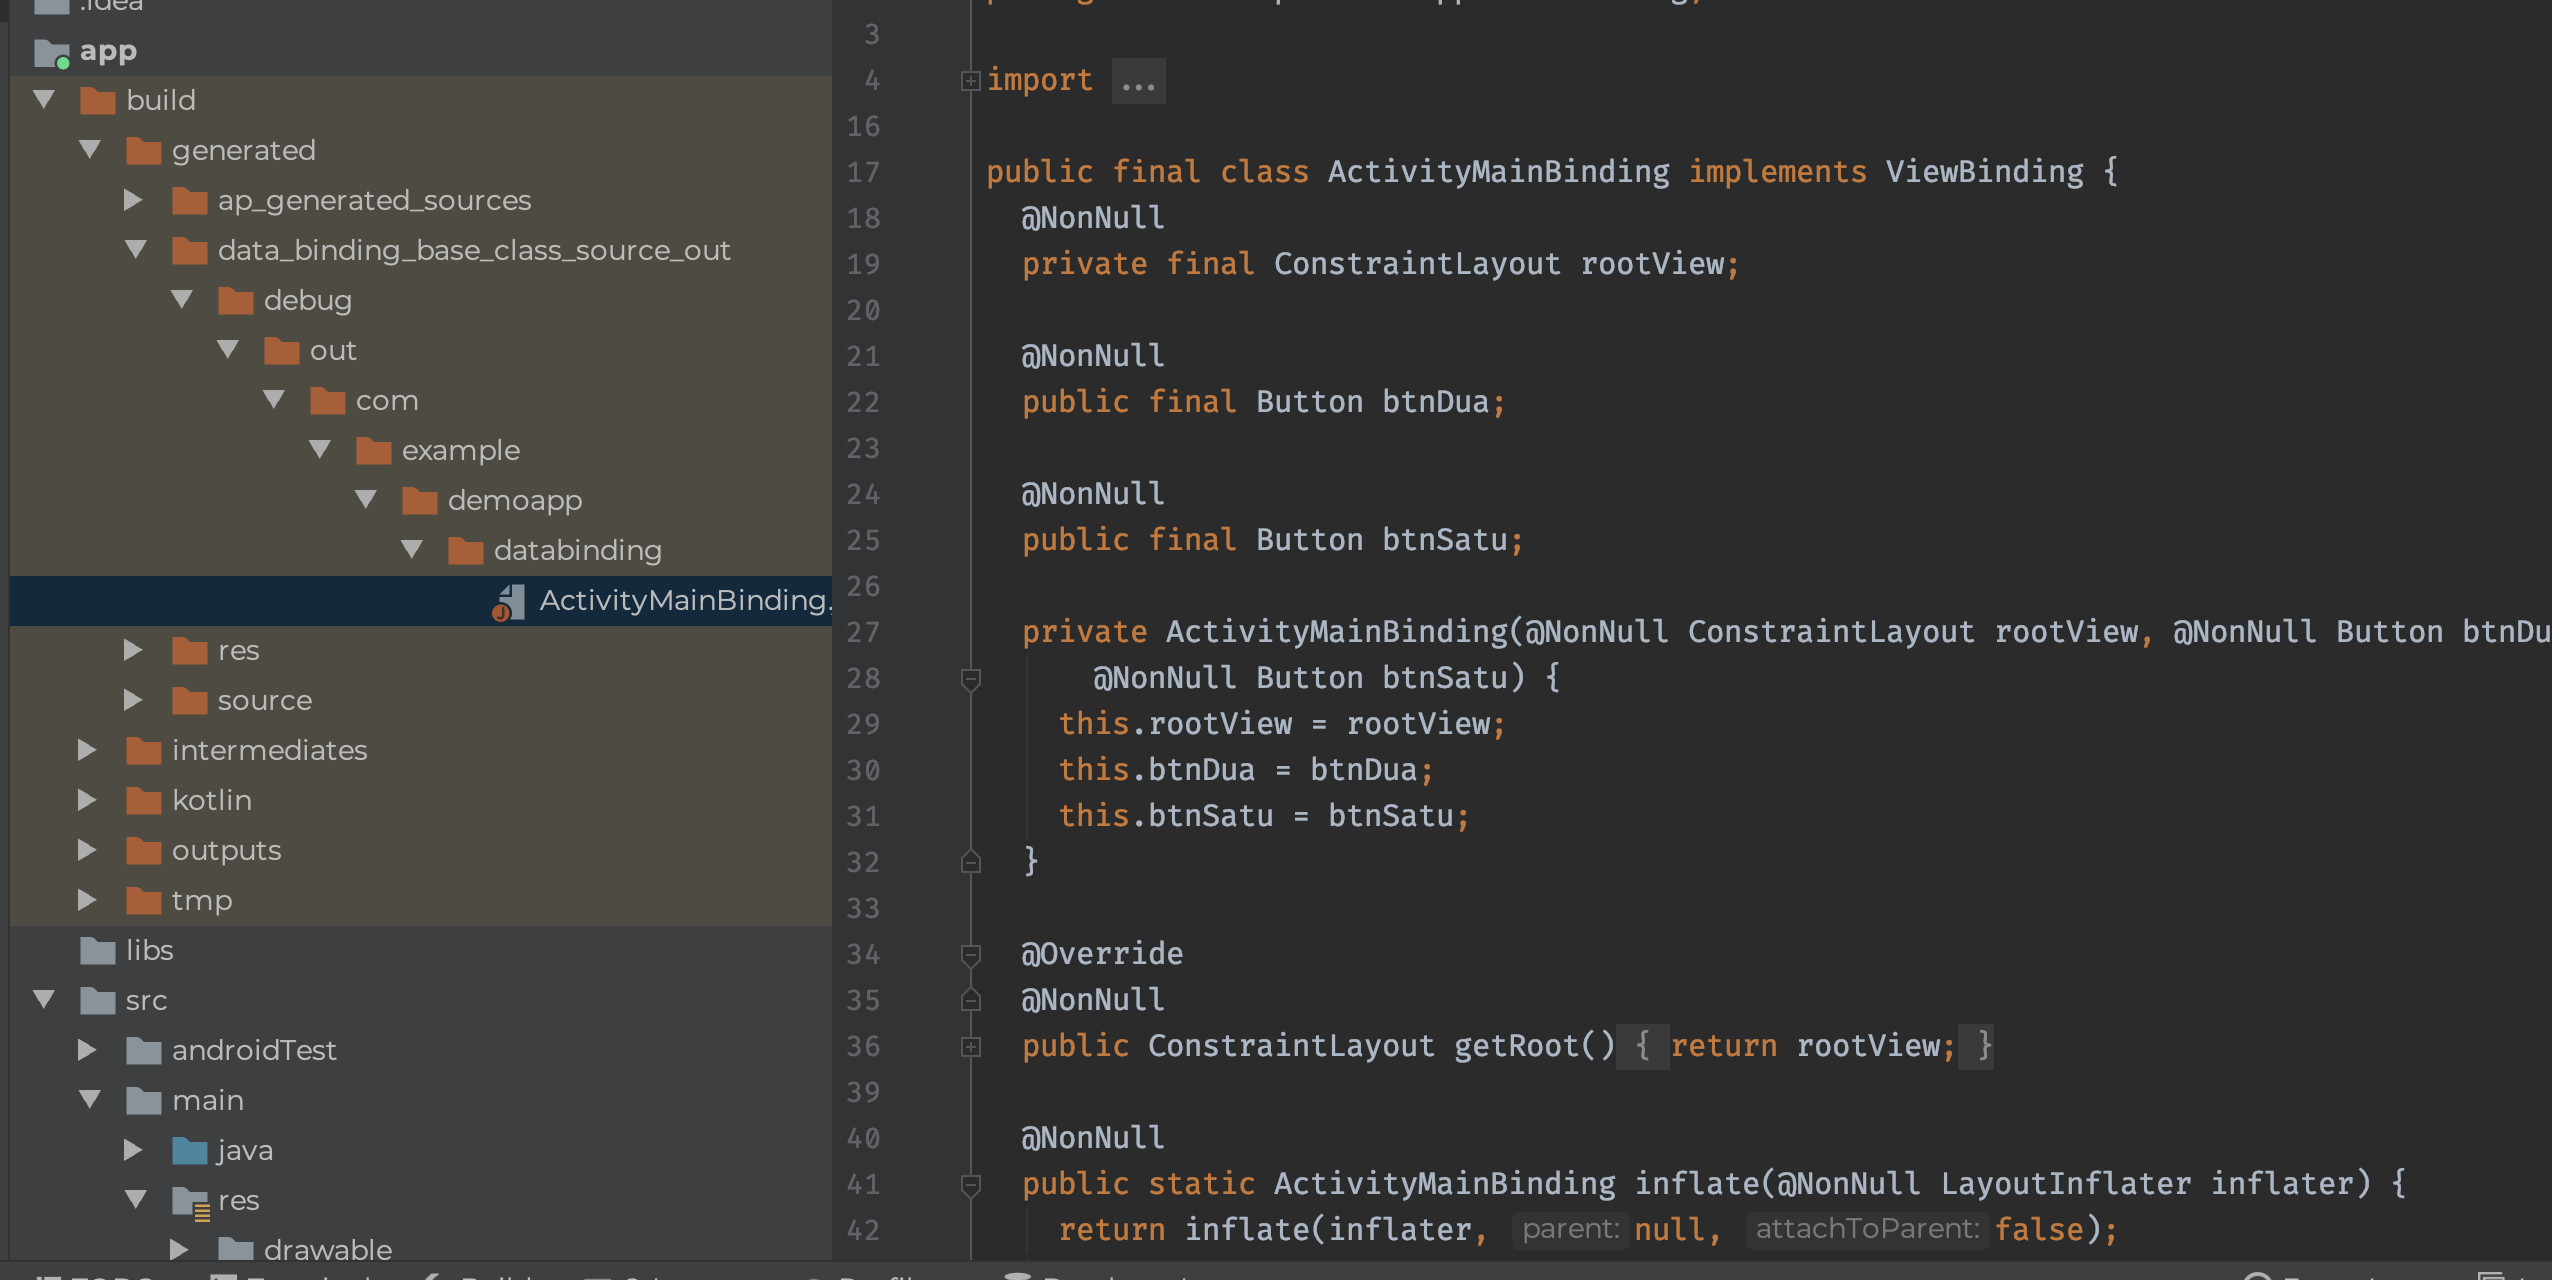 .idea
app
build
generated
ap_generated_sources
data_binding_base_class_source_out
debug
out
com
example
demoapp
databinding
ActivityMainBinding.
res
source
intermediates
kotlin
outputs
tmp
libs
src
androidTest
main
java
res
drawable
3
4 import ...
16
17 public final class ActivityMainBinding implements ViewBinding {
18 @NonNull
19 private final ConstraintLayout rootView;
20
21 @NonNull
22 public final Button btnDua;
23
24 @NonNull
25 public final Button btnSatu;
26
27 private ActivityMainBinding(@NonNull ConstraintLayout rootView, @NonNull Button btnDu
28 @NonNull Button btnSatu) {
29 this.rootView = rootView;
30 this.btnDua = btnDua;
31 this.btnSatu = btnSatu;
32 }
33
34 @Override
35 @NonNull
36 public ConstraintLayout getRoot() { return rootView; }
39
40 @NonNull
41 public static ActivityMainBinding inflate(@NonNull LayoutInflater inflater) {
42 return inflate(inflater, parent: null, attachToParent: false);